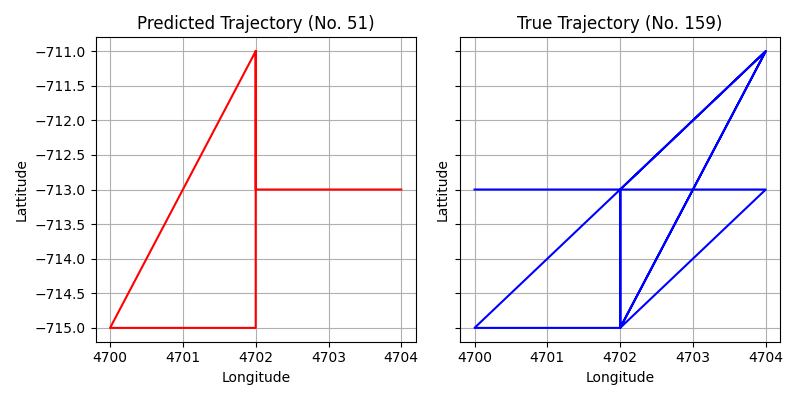 Predicted Trajectory (No. 51)
True Trajectory (No. 159)
−711.0
−711.5
−712.0
−712.5
−713.0
−713.5
−714.0
−714.5
−715.0
Lattitude
Lattitude
4700 4701 4702 4703 4704
4700 4701 4702 4703 4704
Longitude
Longitude